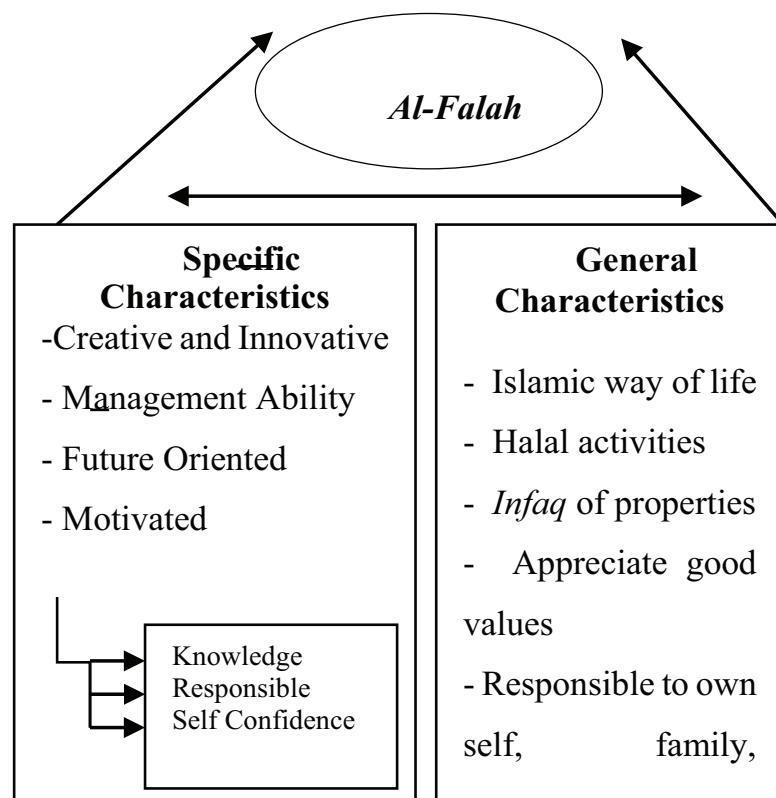 Al-Falah
Specific
Characteristics
-Creative and Innovative
- Management Ability
- Future Oriented
- Motivated
Knowledge
Responsible
Self Confidence
General
Characteristics
- Islamic way of life
- Halal activities
- Infaq of properties
- Appreciate good
values
- Responsible to own
self, family,